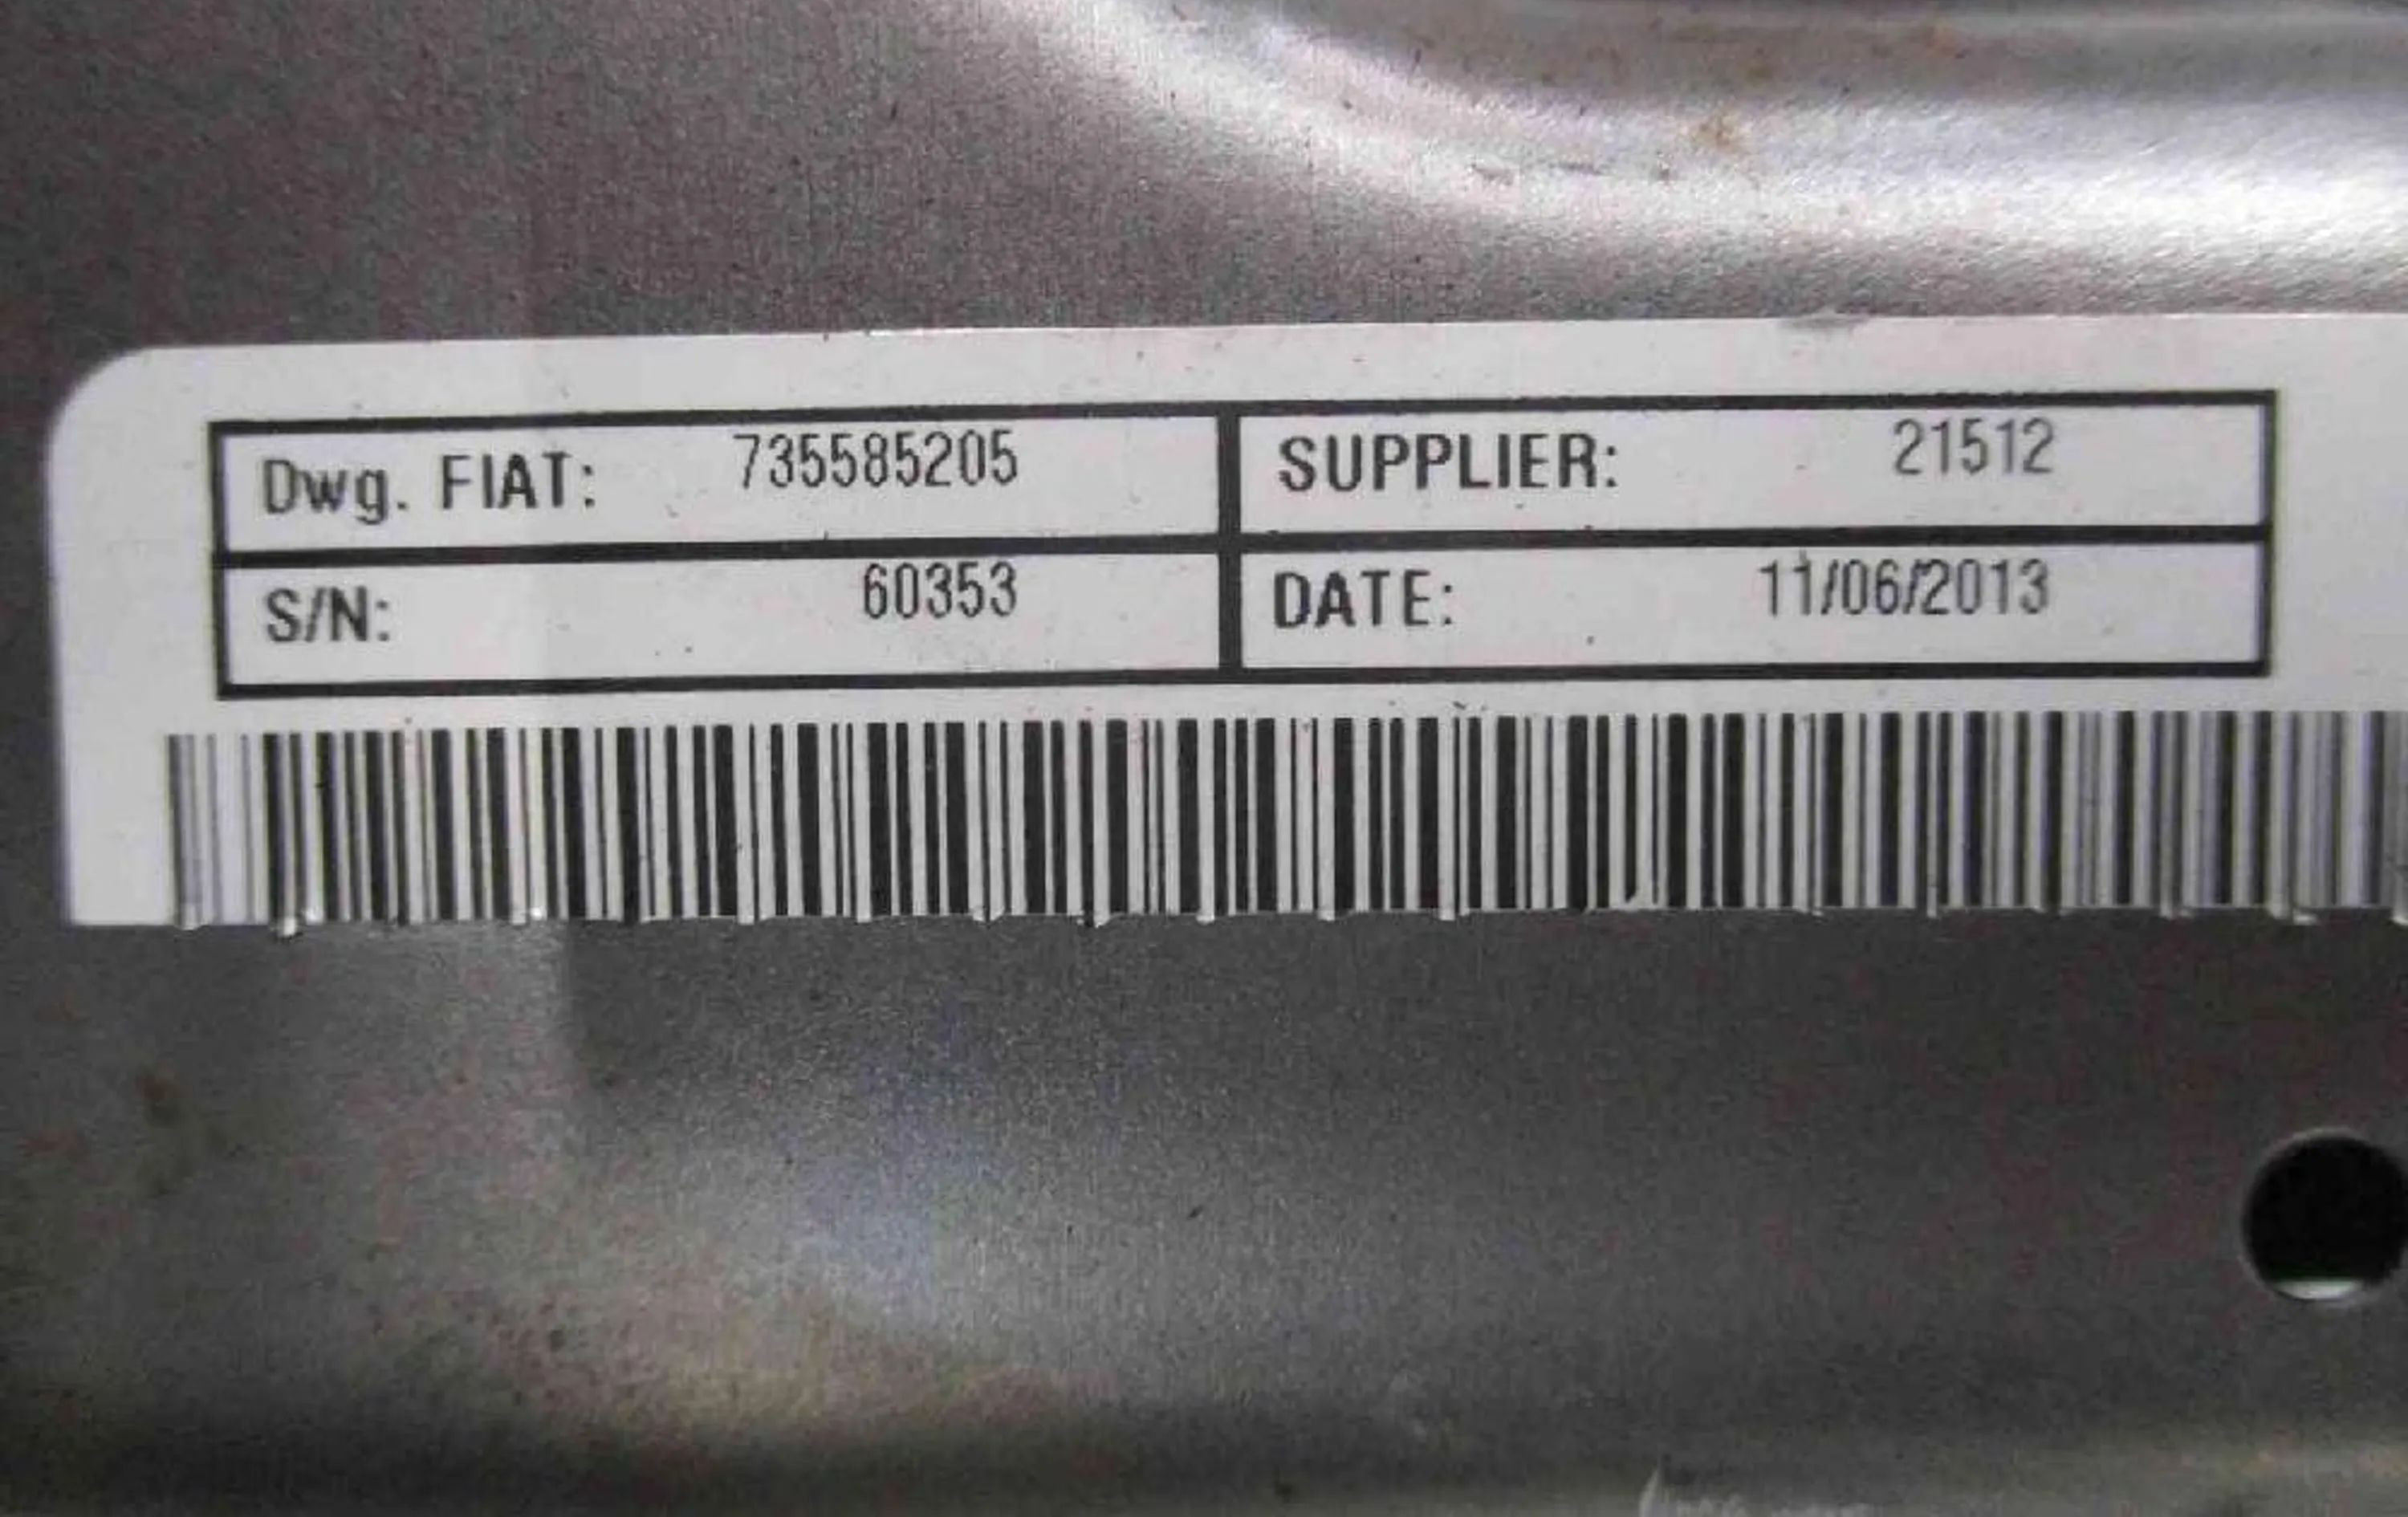 Dwg. FIAT: 735585205 SUPPLIER: 21512
S/N: 60353 DATE: 11/06/2013